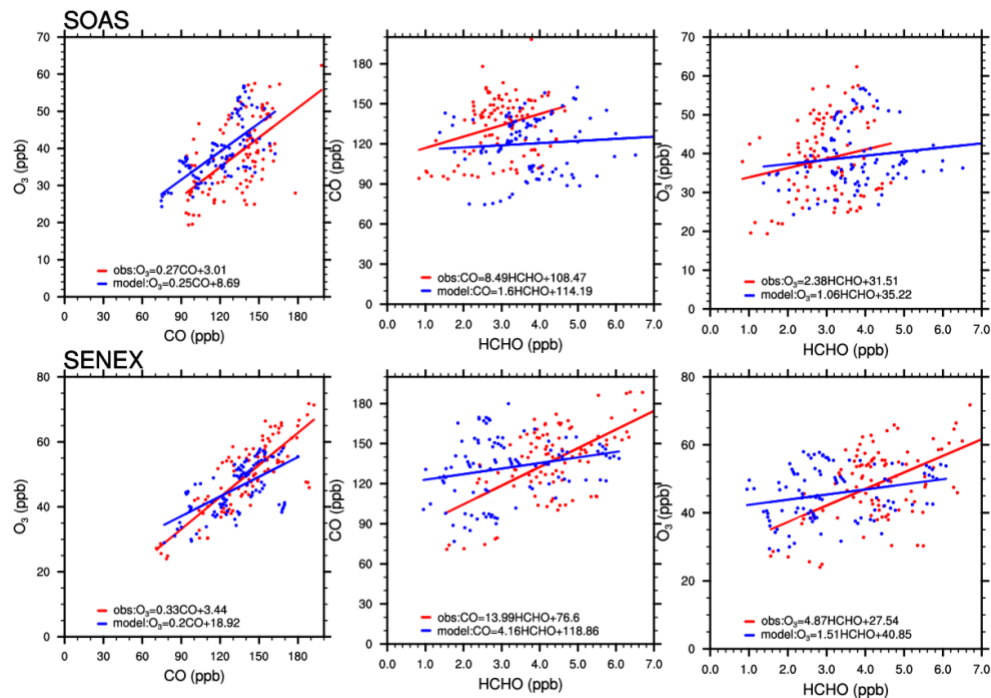 SOAS
70
60
50
40
30
20
10
0
O3 (ppb)
0 30 60 90 120 150 180
CO (ppb)
obs:O3=0.27CO+3.01
model:O3=0.25CO+8.69
180
150
120
90
60
30
0
CO (ppb)
0.0 1.0 2.0 3.0 4.0 5.0 6.0 7.0
HCHO (ppb)
obs:CO=8.49HCHO+108.47
model:CO=1.6HCHO+114.19
70
60
50
40
30
20
10
0
O3 (ppb)
0.0 1.0 2.0 3.0 4.0 5.0 6.0 7.0
HCHO (ppb)
obs:O3=2.38HCHO+31.51
model:O3=1.06HCHO+35.22
SENEX
80
60
40
20
0
O3 (ppb)
0 30 60 90 120 150 180
CO (ppb)
obs:O3=0.33CO+3.44
model:O3=0.2CO+18.92
180
150
120
90
60
30
0
CO (ppb)
0.0 1.0 2.0 3.0 4.0 5.0 6.0 7.0
HCHO (ppb)
obs:CO=13.99HCHO+76.6
model:CO=4.16HCHO+118.86
80
60
40
20
0
O3 (ppb)
0.0 1.0 2.0 3.0 4.0 5.0 6.0 7.0
HCHO (ppb)
obs:O3=4.87HCHO+27.54
model:O3=1.51HCHO+40.85